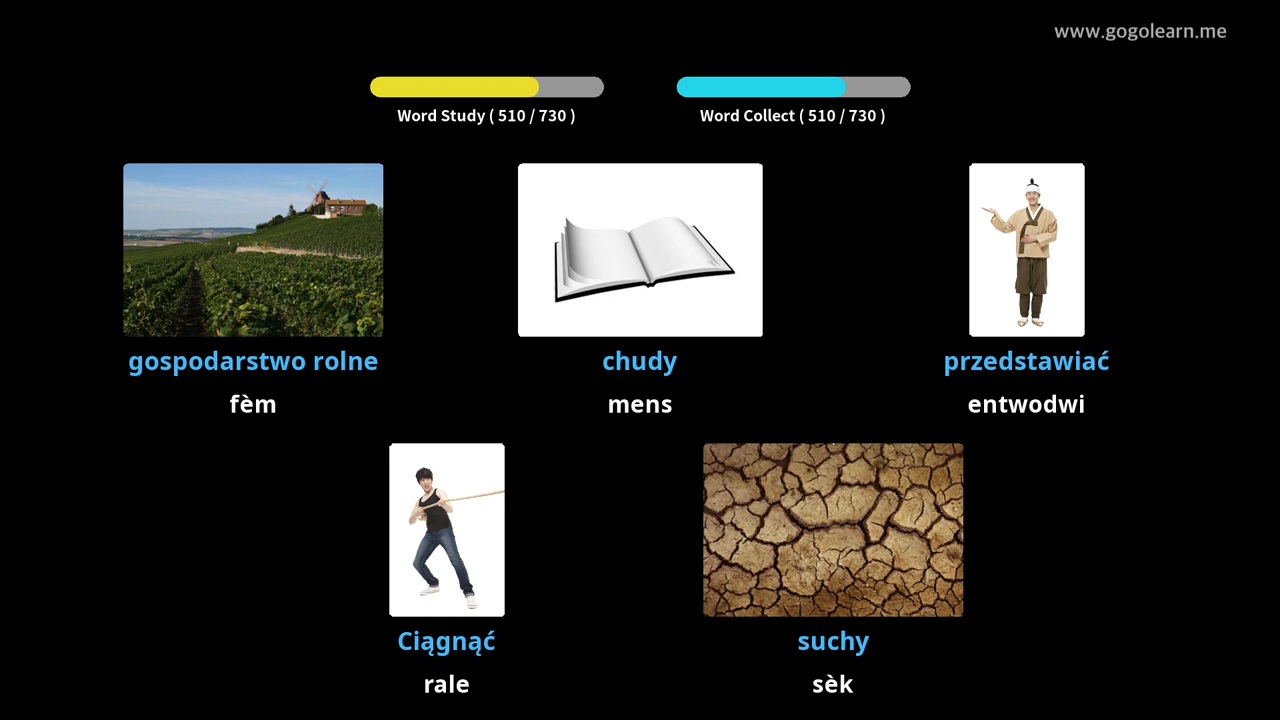 www.gogolearn.me
Word Study ( 510 / 730 )
Word Collect ( 510 / 730 )
gospodarstwo rolne
fèm
chudy
mens
przedstawiać
entwodwi
Ciągnąć
rale
suchy
sèk